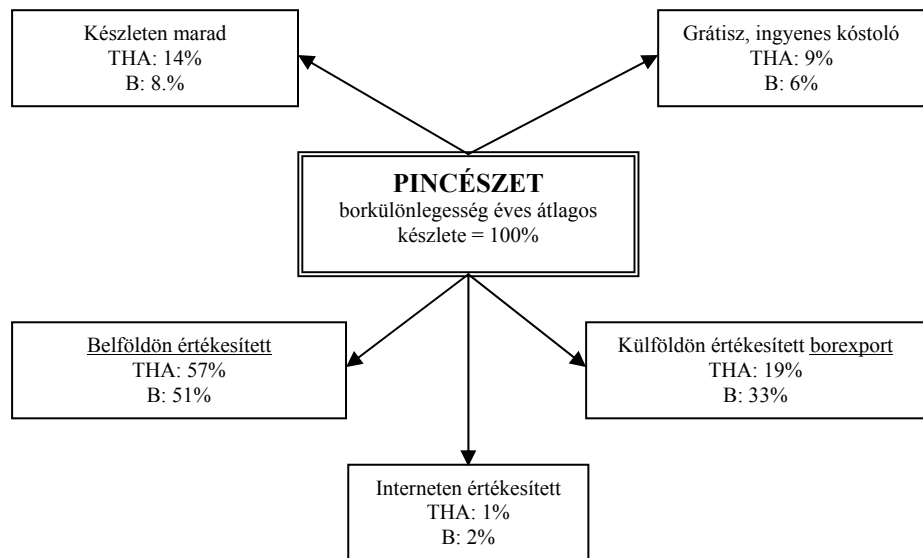 Készleten marad
THA: 14%
B: 8.%
Grátisz, ingyenes kóstoló
THA: 9%
B: 6%
PINCÉSZET
borkülönlegesség éves átlagos
készlete = 100%
Belföldön értékesített
THA: 57%
B: 51%
Külföldön értékesített borexport
THA: 19%
B: 33%
Interneten értékesített
THA: 1%
B: 2%